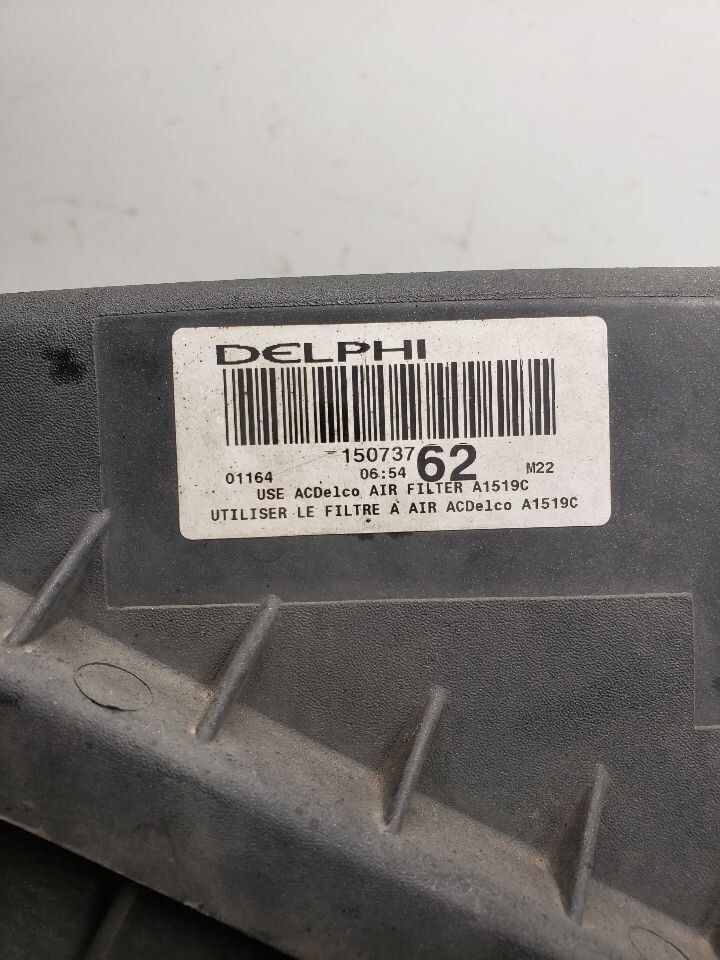 DELPHI
15073762
01164 06:54 M22
USE ACDelco AIR FILTER A1519C
UTILISER LE FILTRE A AIR ACDelco A1519C